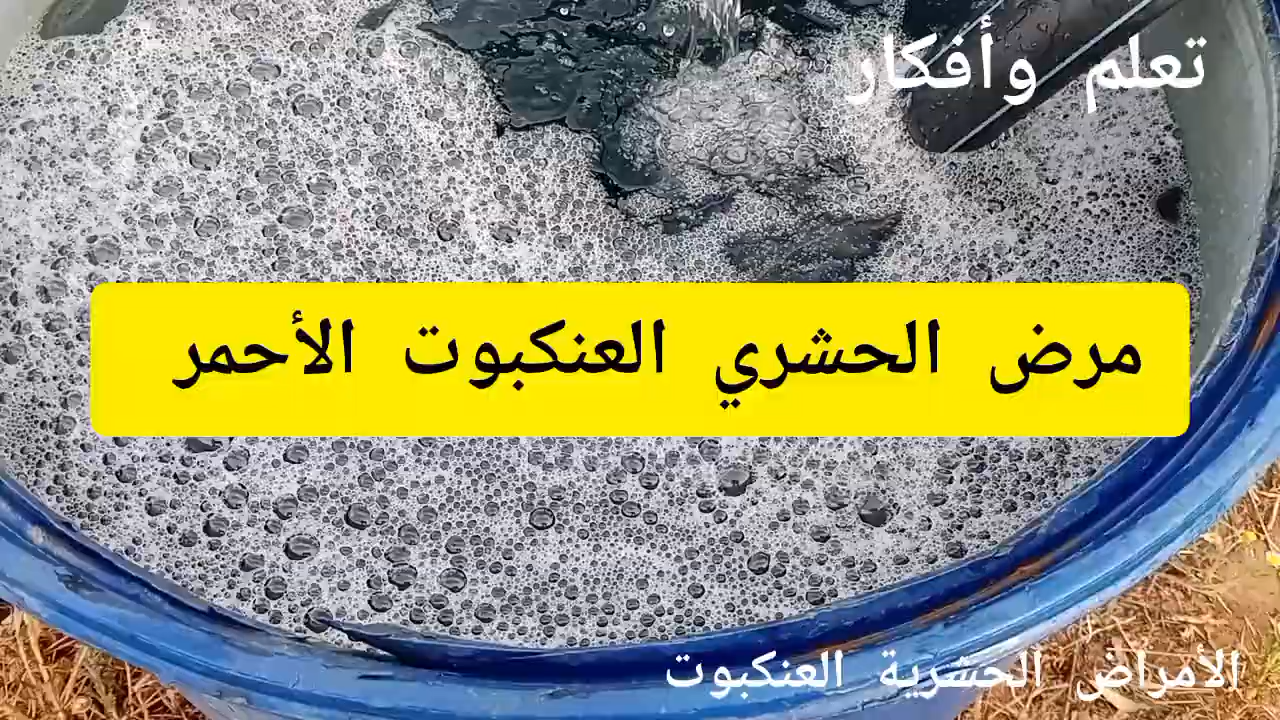 تعلم وأفكار
مرض الحشري العنكبوت الأحمر
الأمراض الحشرية العنكبوت